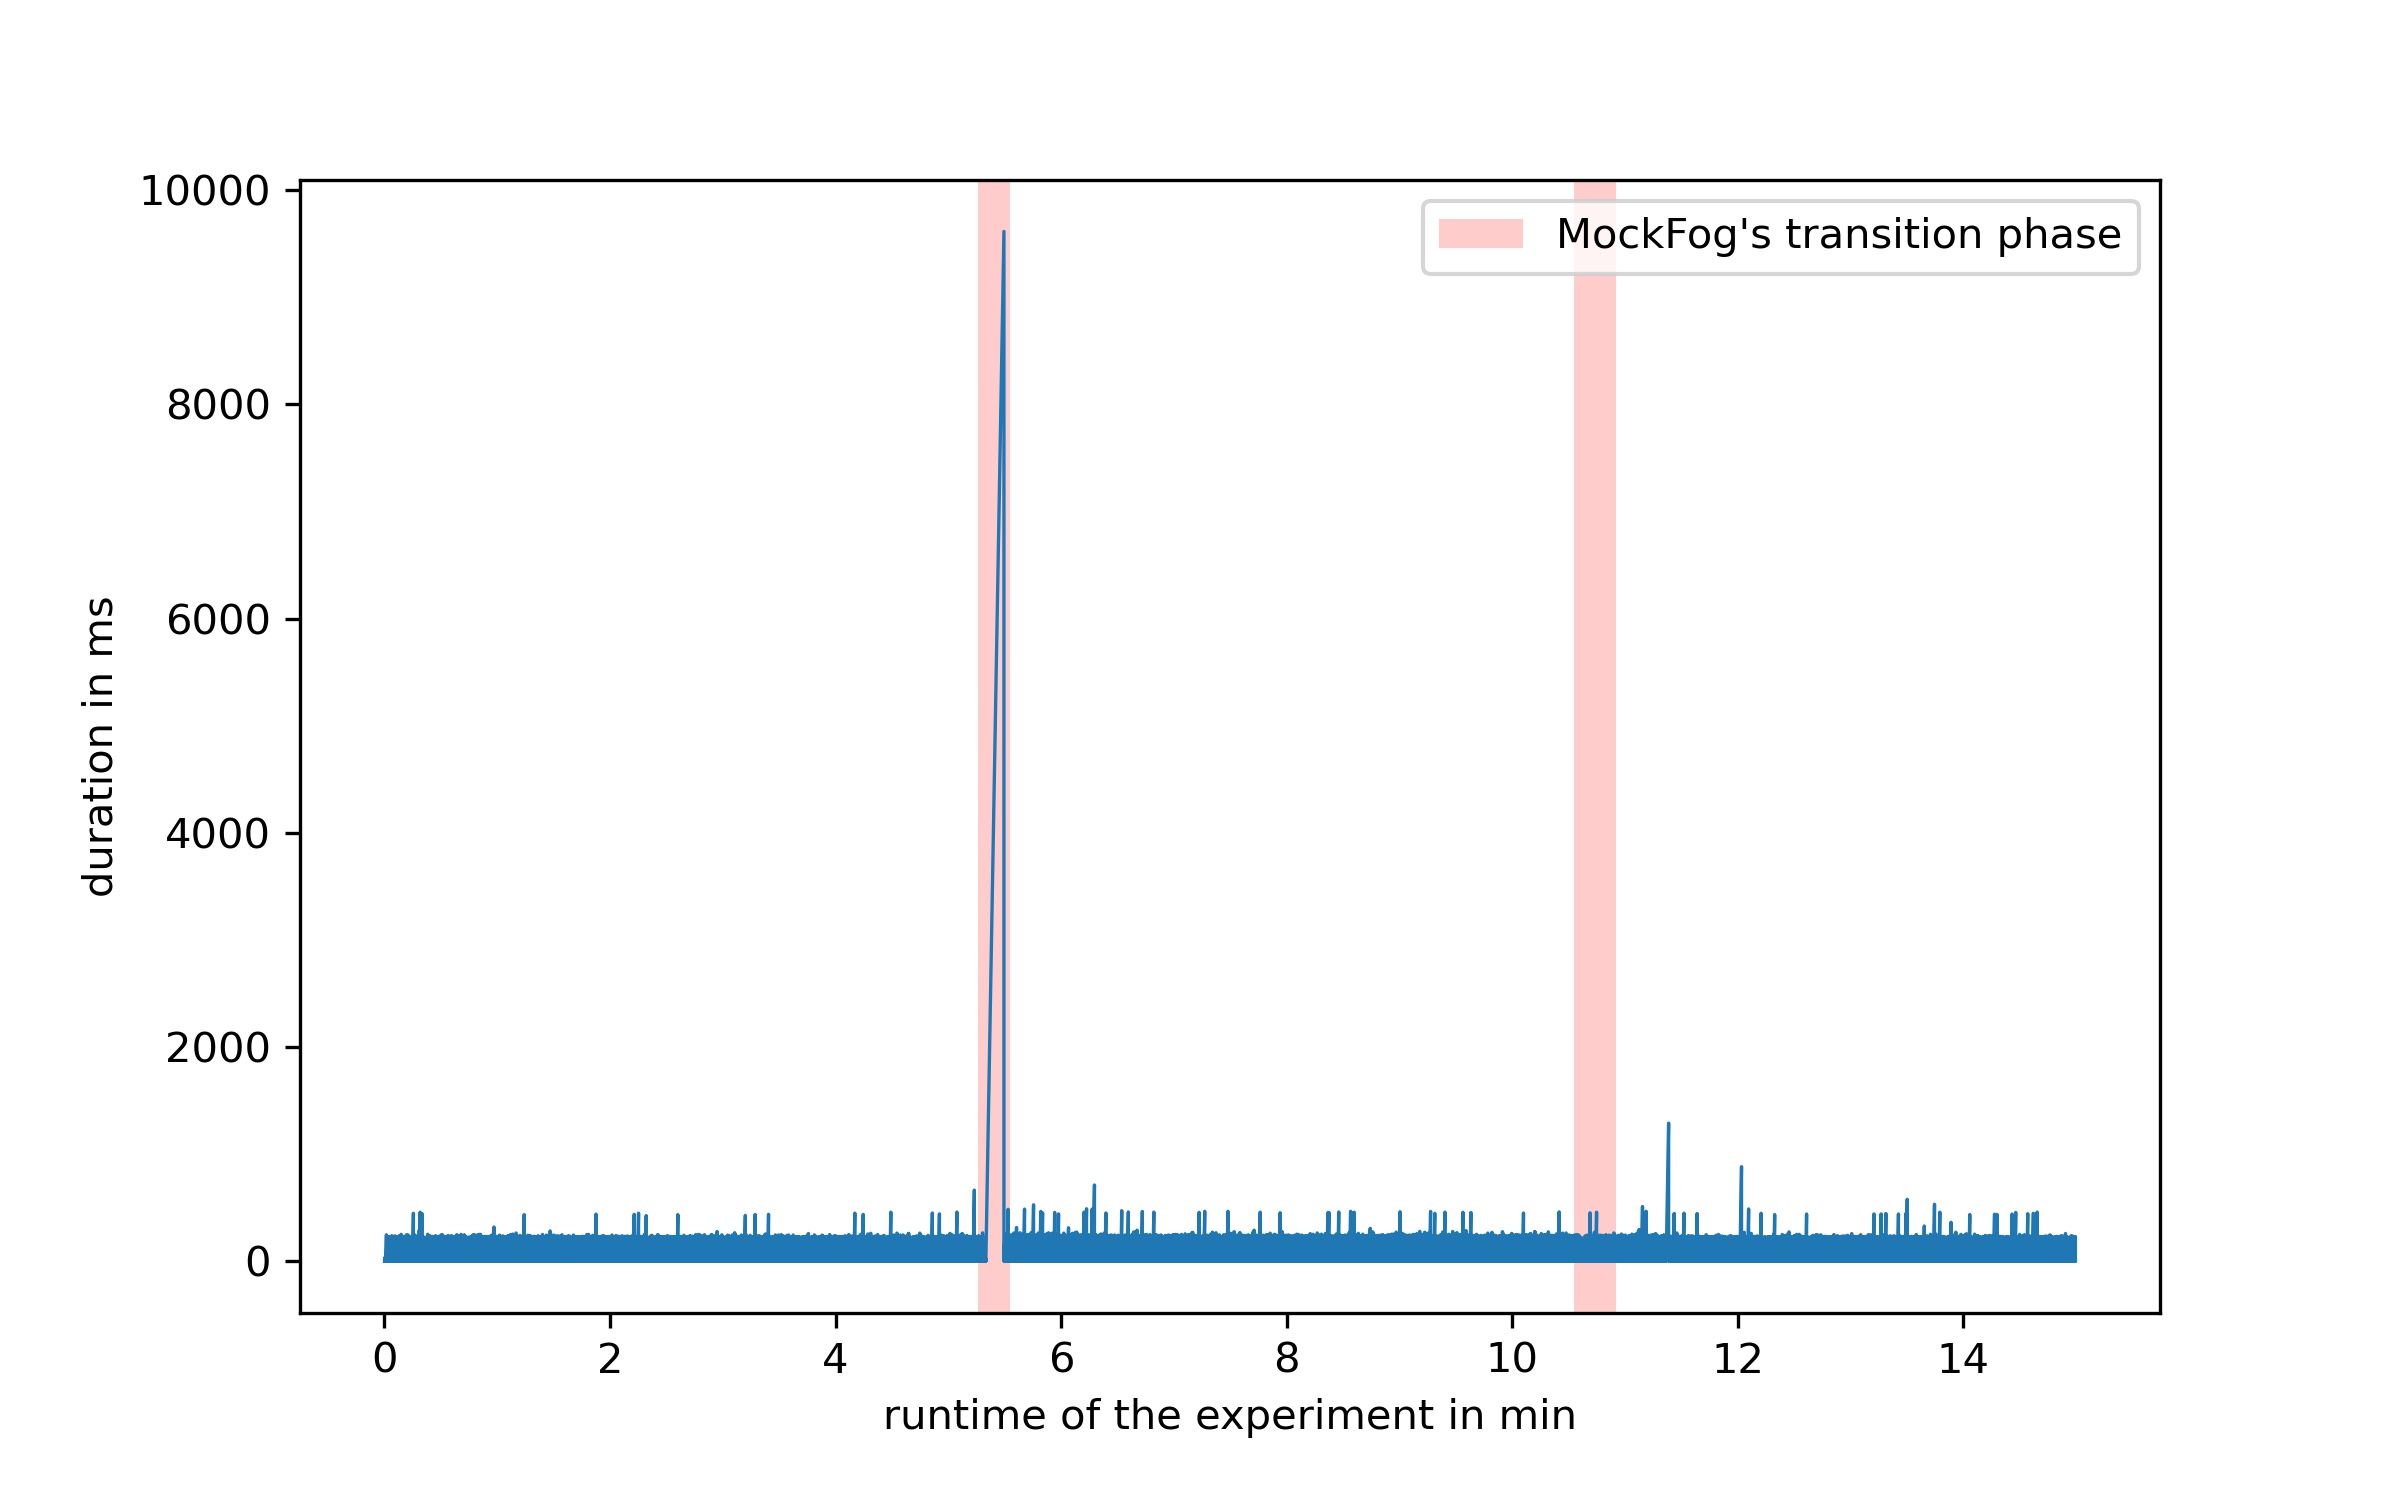 10000
8000
6000
4000
2000
0
duration in ms
MockFog's transition phase
0 2 4 6 8 10 12 14
runtime of the experiment in min